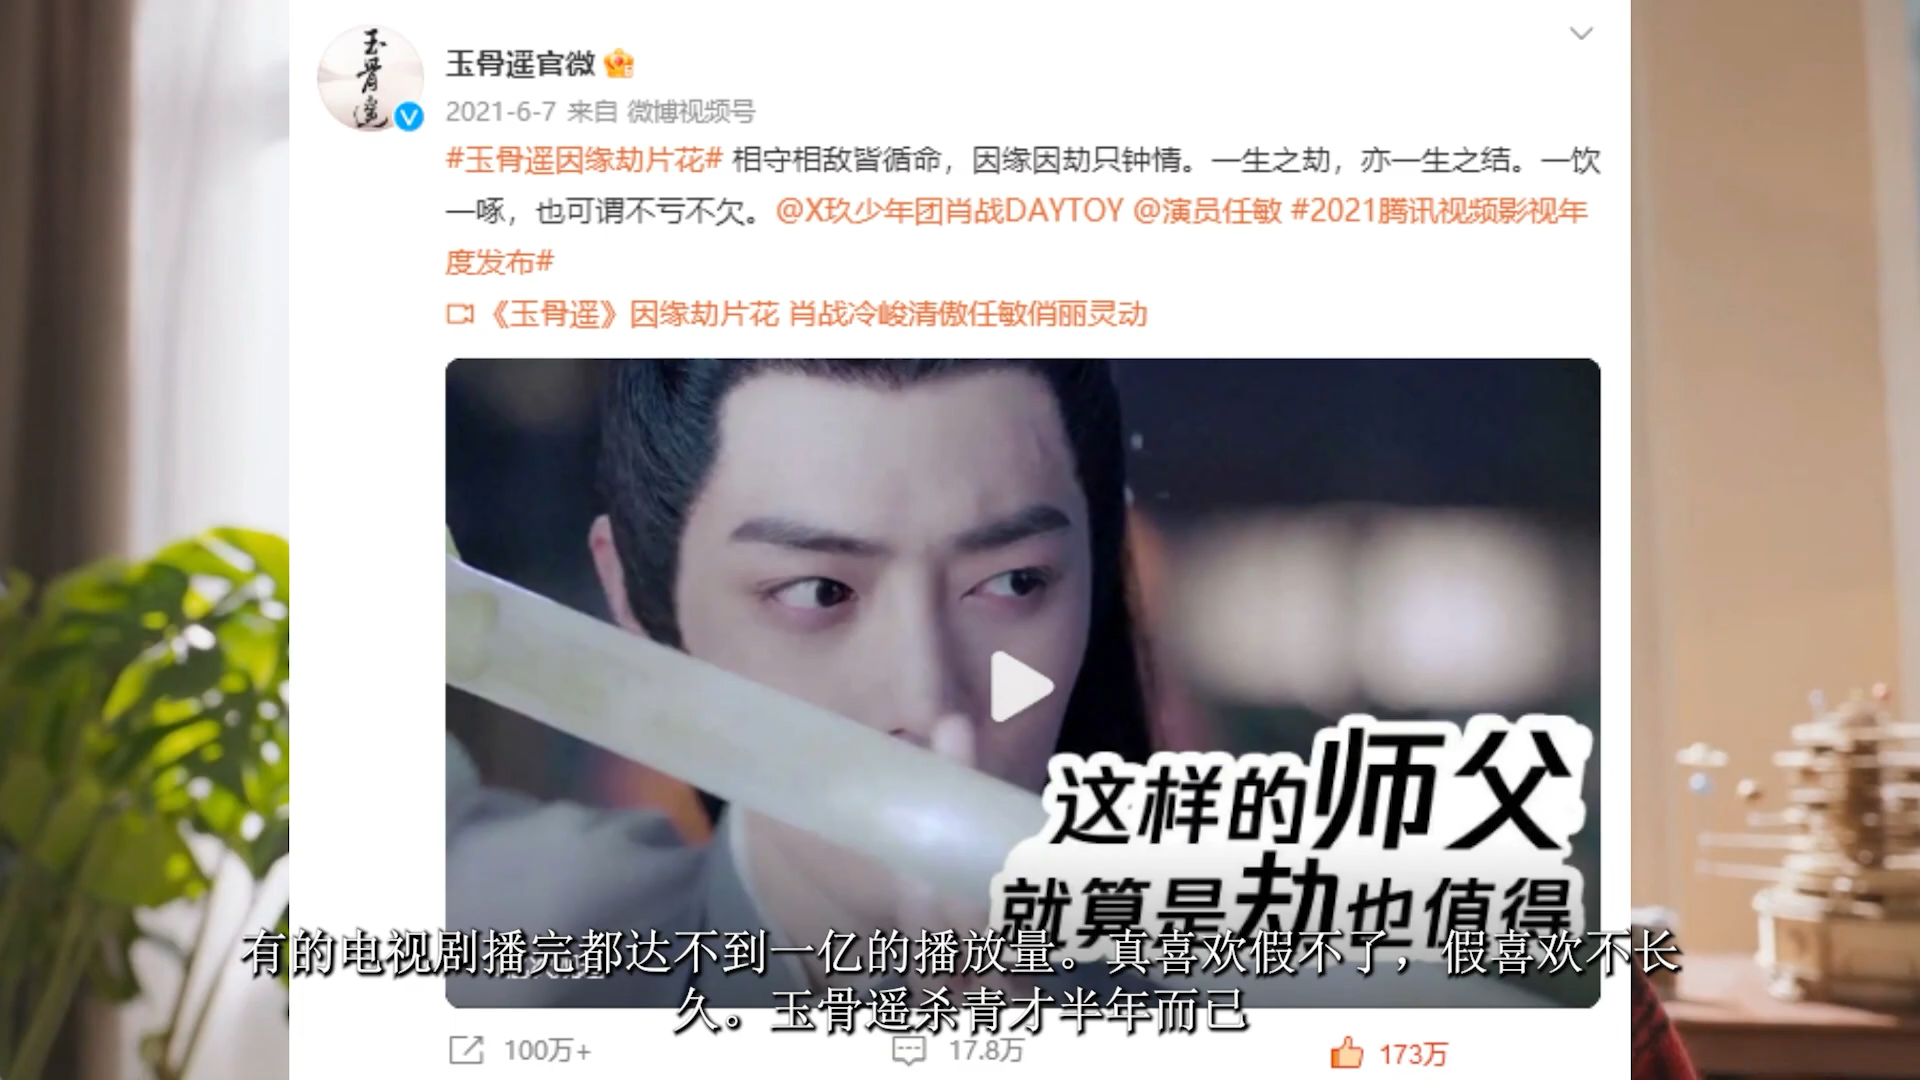 玉骨遥
玉骨遥官微
2021-6-7 来自 微博视频号
#玉骨遥因缘劫片花# 相守相敌皆循命，因缘因劫只钟情。一生之劫，亦一生之结。一饮
一啄，也可谓不亏不欠。@X玖少年团肖战DAYTOY @演员任敏 #2021腾讯视频影视年
度发布#
《玉骨遥》因缘劫片花 肖战冷峻清傲任敏俏丽灵动
这样的师父
就算是劫也值得
有的电视剧播完都达不到一亿的播放量。真喜欢假不了，假喜欢不长
久。玉骨遥杀青才半年而已
100万+
17.8万
173万